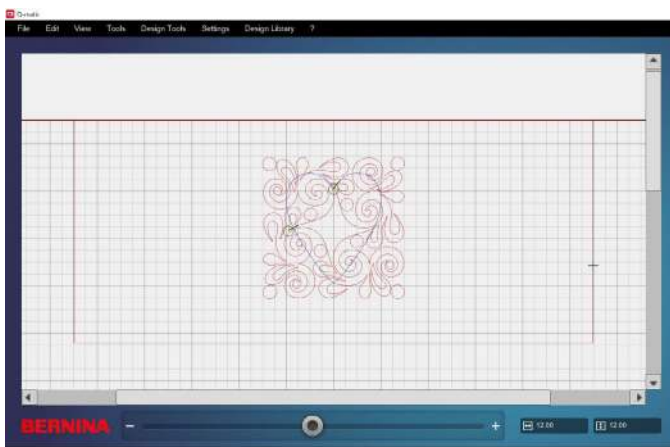 Q-matic
File Edit View Tools Design Tools Settings Design Library ?
BERNINA - + 12.00 12.00